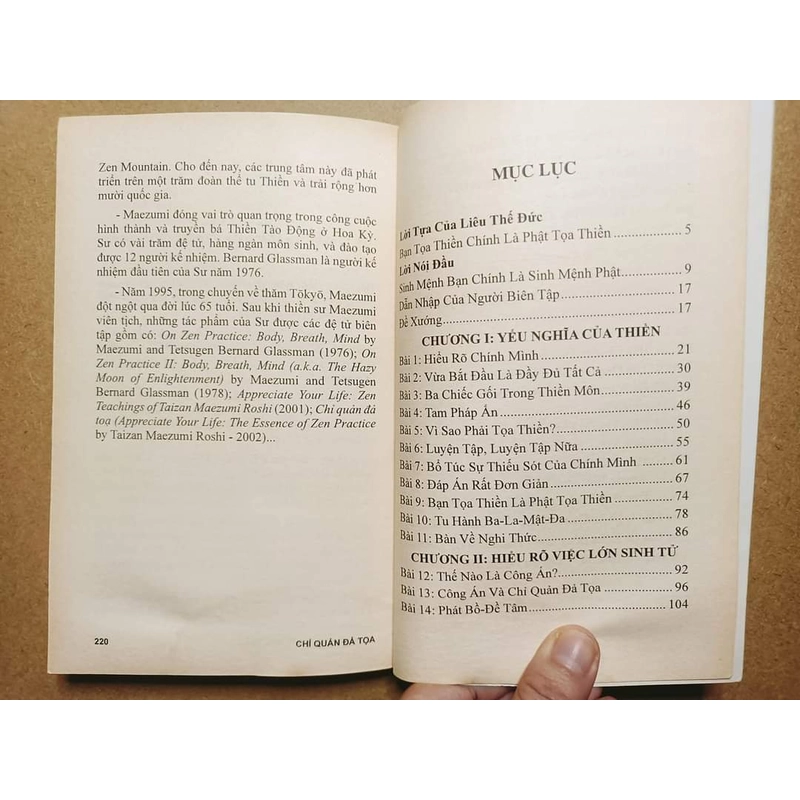 Zen Mountain. Cho đến nay, các trung tâm này đã phát
triển trên một trăm đoàn thể tu Thiền và trải rộng hơn
mười quốc gia.
- Maezumi đóng vai trò quan trọng trong công cuộc
hình thành và truyền bá Thiền Tào Động ở Hoa Kỳ.
Sư có vài trăm đệ tử, hàng ngàn môn sinh, và đào tạo
được 12 người kế nhiệm. Bernard Glassman là người kế
nhiệm đầu tiên của Sư năm 1976.
- Năm 1995, trong chuyến về thăm Tōkyō, Maezumi
đột ngột qua đời lúc 65 tuổi. Sau khi thiền sư Maezumi
viên tịch, những tác phẩm của Sư được các đệ tử biên
tập gồm có: On Zen Practice: Body, Breath, Mind by
Maezumi and Tetsugen Bernard Glassman (1976); On
Zen Practice II: Body, Breath, Mind (a.k.a. The Hazy
Moon of Enlightenment) by Maezumi and Tetsugen
Bernard Glassman (1978); Appreciate Your Life: Zen
Teachings of Taizan Maezumi Roshi (2001); Chỉ quán đả
tọa (Appreciate Your Life: The Essence of Zen Practice
by Taizan Maezumi Roshi - 2002)...
220
CHỈ QUÁN ĐẢ TỌA
MỤC LỤC
Lời Tựa Của Liêu Thế Đức
Bạn Tọa Thiền Chính Là Phật Tọa Thiền ..... 5
Lời Nói Đầu
Sinh Mệnh Bạn Chính Là Sinh Mệnh Phật ..... 9
Dẫn Nhập Của Người Biên Tập ..... 17
Đề Xướng ..... 17
CHƯƠNG I: YẾU NGHĨA CỦA THIỀN
Bài 1: Hiểu Rõ Chính Mình ..... 21
Bài 2: Vừa Bắt Đầu Là Đầy Đủ Tất Cả ..... 30
Bài 3: Ba Chiếc Gối Trong Thiền Môn ..... 39
Bài 4: Tam Pháp Ấn ..... 46
Bài 5: Vì Sao Phải Tọa Thiền? ..... 50
Bài 6: Luyện Tập, Luyện Tập Nữa ..... 55
Bài 7: Bổ Túc Sự Thiếu Sót Của Chính Mình ..... 61
Bài 8: Đáp Án Rất Đơn Giản ..... 67
Bài 9: Bạn Tọa Thiền Là Phật Tọa Thiền ..... 74
Bài 10: Tu Hành Ba-La-Mật-Đa ..... 78
Bài 11: Bàn Về Nghi Thức ..... 86
CHƯƠNG II: HIỂU RÕ VIỆC LỚN SINH TỬ
Bài 12: Thế Nào Là Công Án? ..... 92
Bài 13: Công Án Và Chỉ Quán Đả Tọa ..... 96
Bài 14: Phát Bồ-Đề Tâm ..... 104